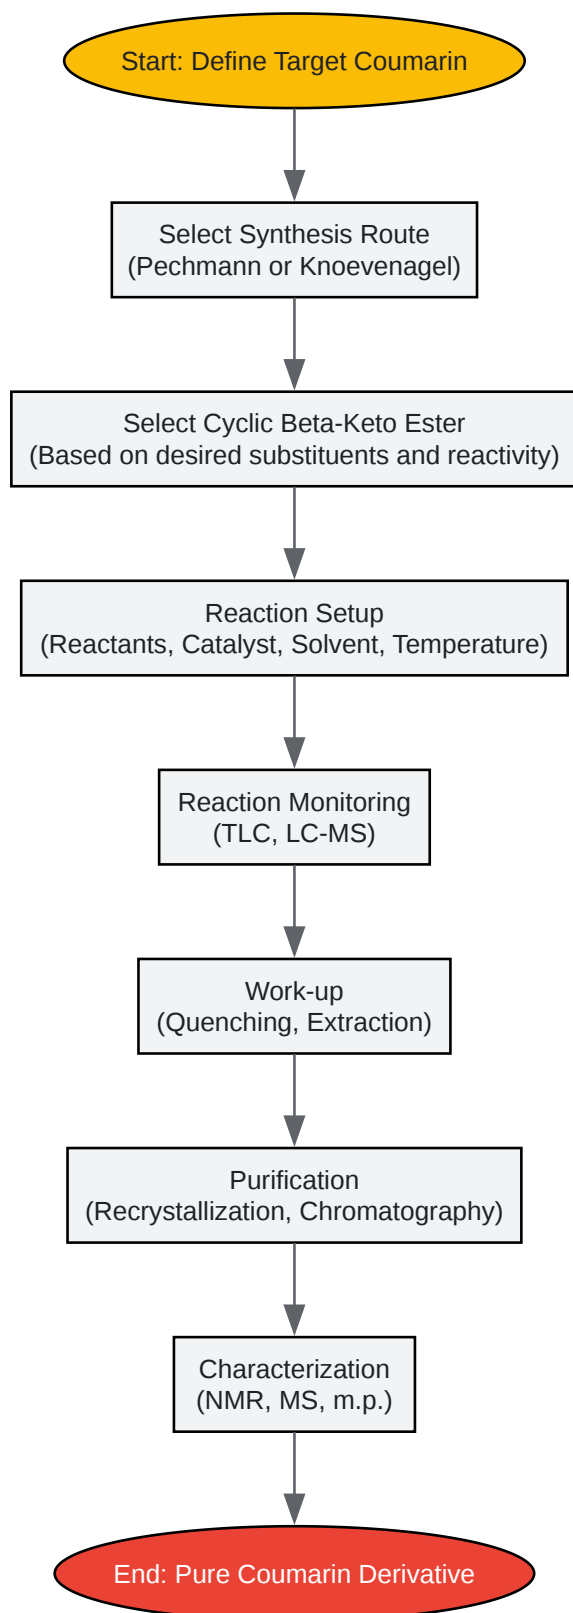 Start: Define Target Coumarin
Select Synthesis Route
(Pechmann or Knoevenagel)
Select Cyclic Beta-Keto Ester
(Based on desired substituents and reactivity)
Reaction Setup
(Reactants, Catalyst, Solvent, Temperature)
Reaction Monitoring
(TLC, LC-MS)
Work-up
(Quenching, Extraction)
Purification
(Recrystallization, Chromatography)
Characterization
(NMR, MS, m.p.)
End: Pure Coumarin Derivative